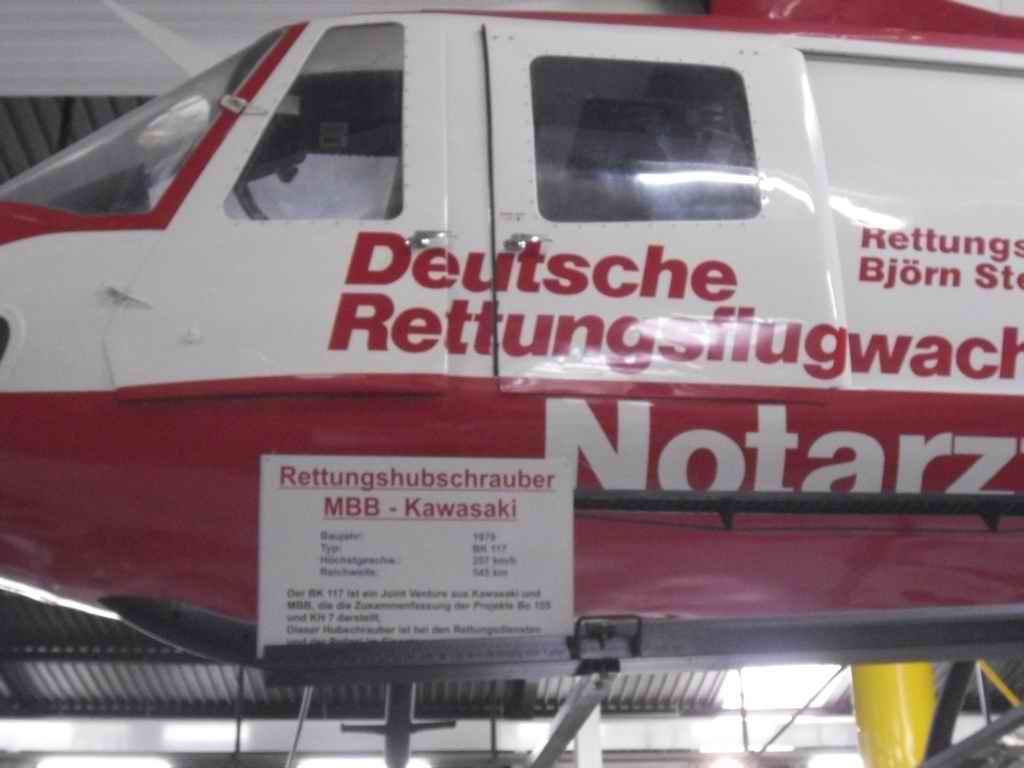 Deutsche
Rettungsflugwach
Rettungs
Björn Ste
Notarz
Rettungshubschrauber
MBB - Kawasaki
Baujahr: 1979
Typ: BK 117
Höchstgeschw.: 257 km/h
Reichweite: 545 km
Der BK 117 ist ein Joint Venture aus Kawasaki und
MBB, die die Zusammenfassung der Projekte Bo 105
und KH 7 darstellt.
Dieser Hubschrauber ist bei den Rettungsdiensten